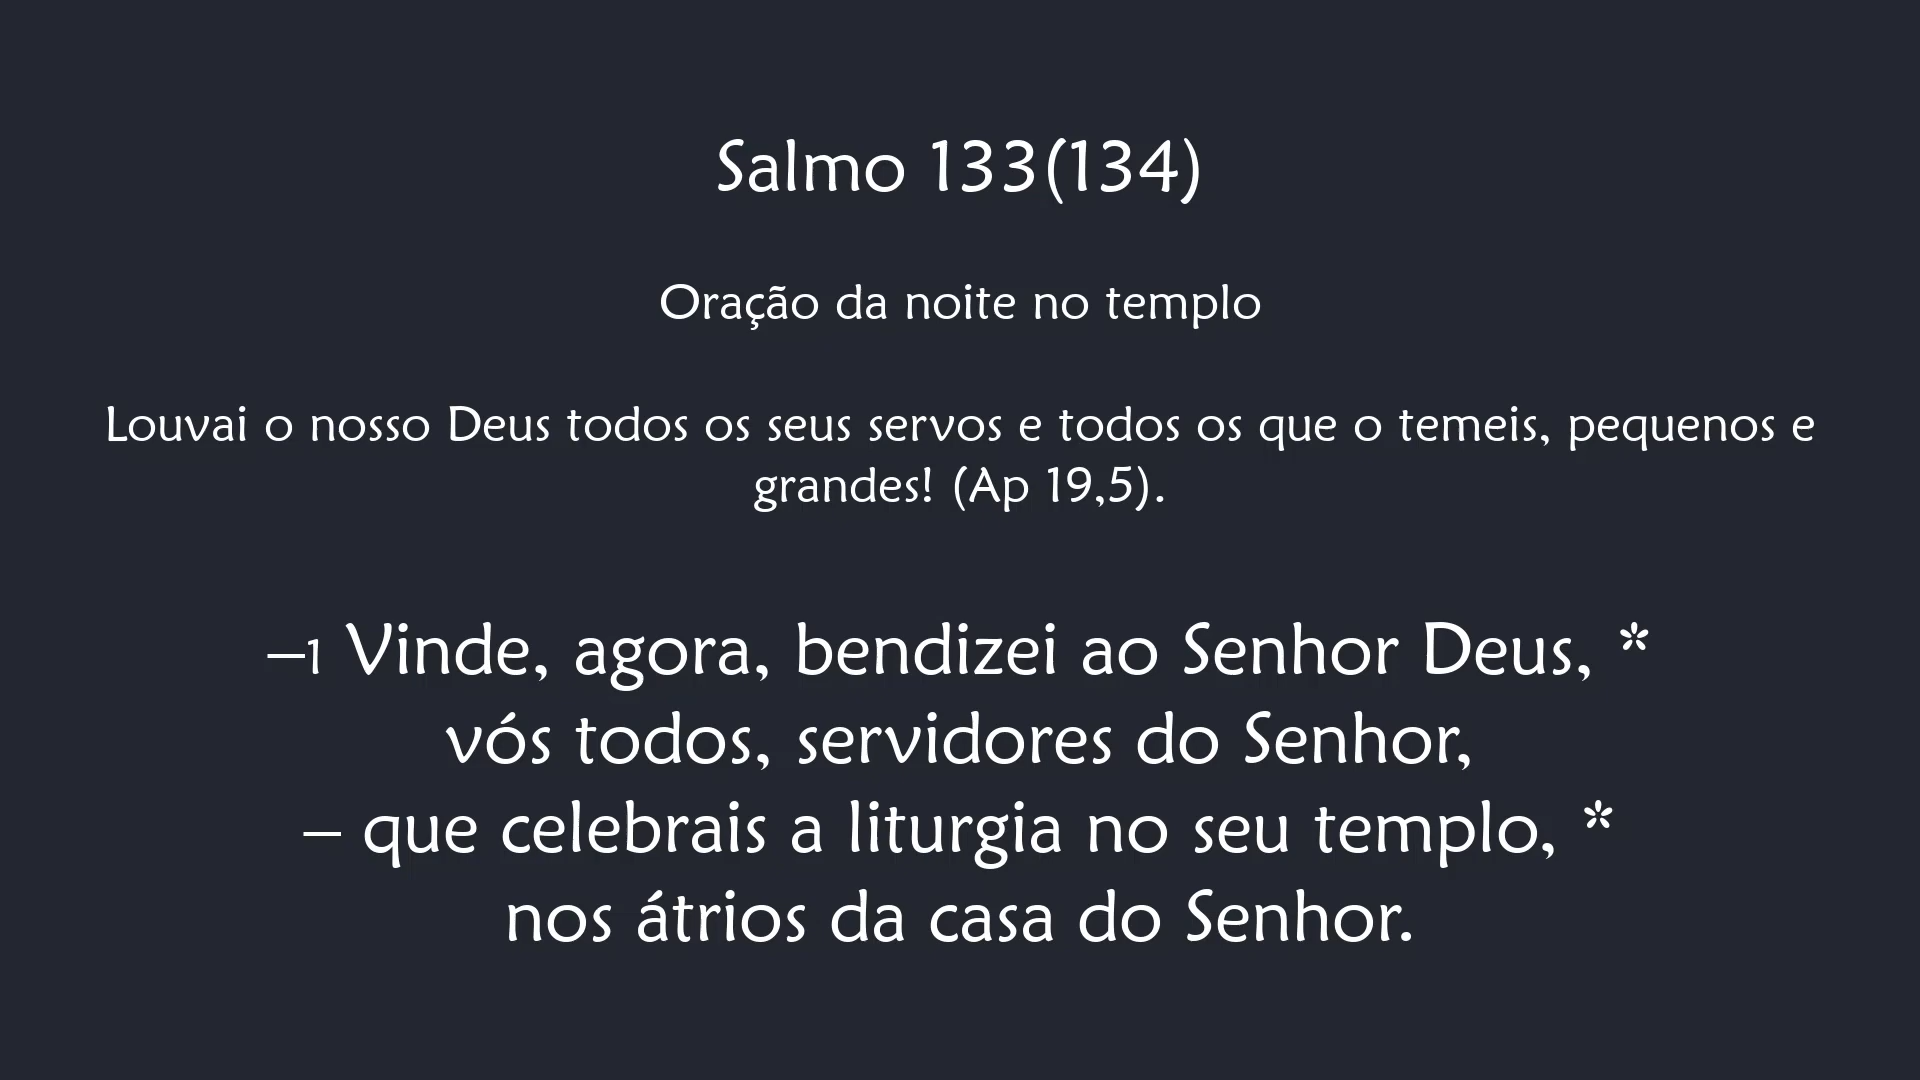 Salmo 133(134)
Oração da noite no templo
Louvai o nosso Deus todos os seus servos e todos os que o temeis, pequenos e
grandes! (Ap 19,5).
–1 Vinde, agora, bendizei ao Senhor Deus, *
vós todos, servidores do Senhor,
– que celebrais a liturgia no seu templo, *
nos átrios da casa do Senhor.